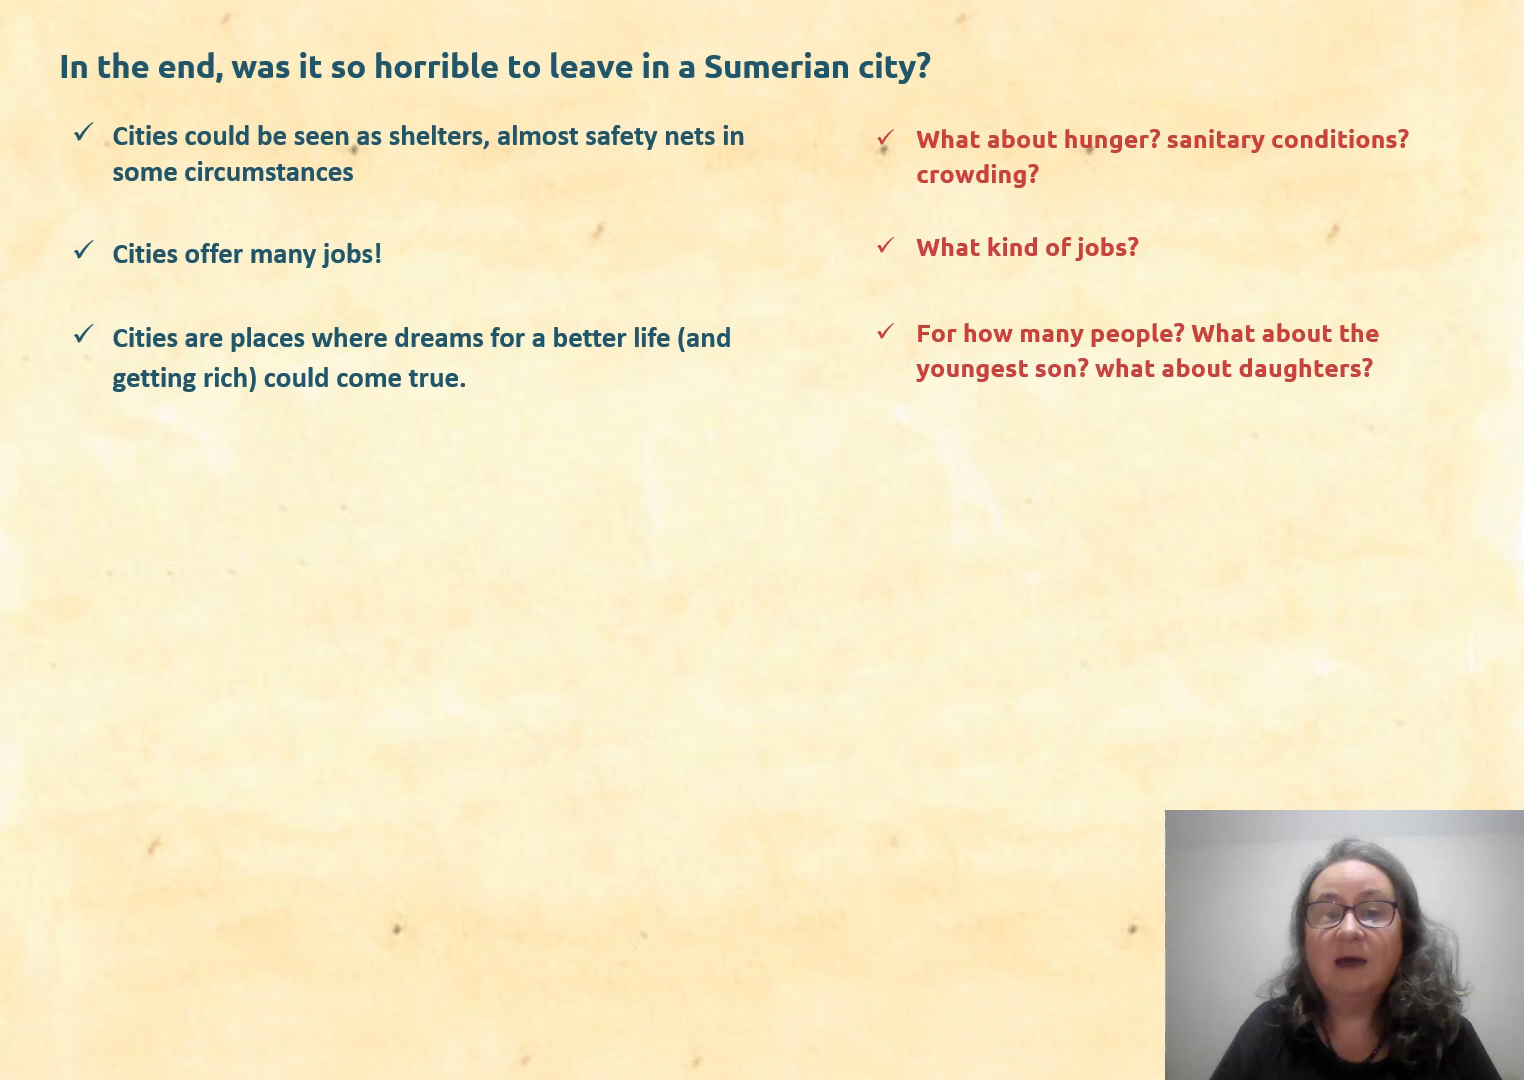 In the end, was it so horrible to leave in a Sumerian city?
✓ Cities could be seen as shelters, almost safety nets in
some circumstances
✓ Cities offer many jobs!
✓ Cities are places where dreams for a better life (and
getting rich) could come true.
✓ What about hunger? sanitary conditions?
crowding?
✓ What kind of jobs?
✓ For how many people? What about the
youngest son? what about daughters?